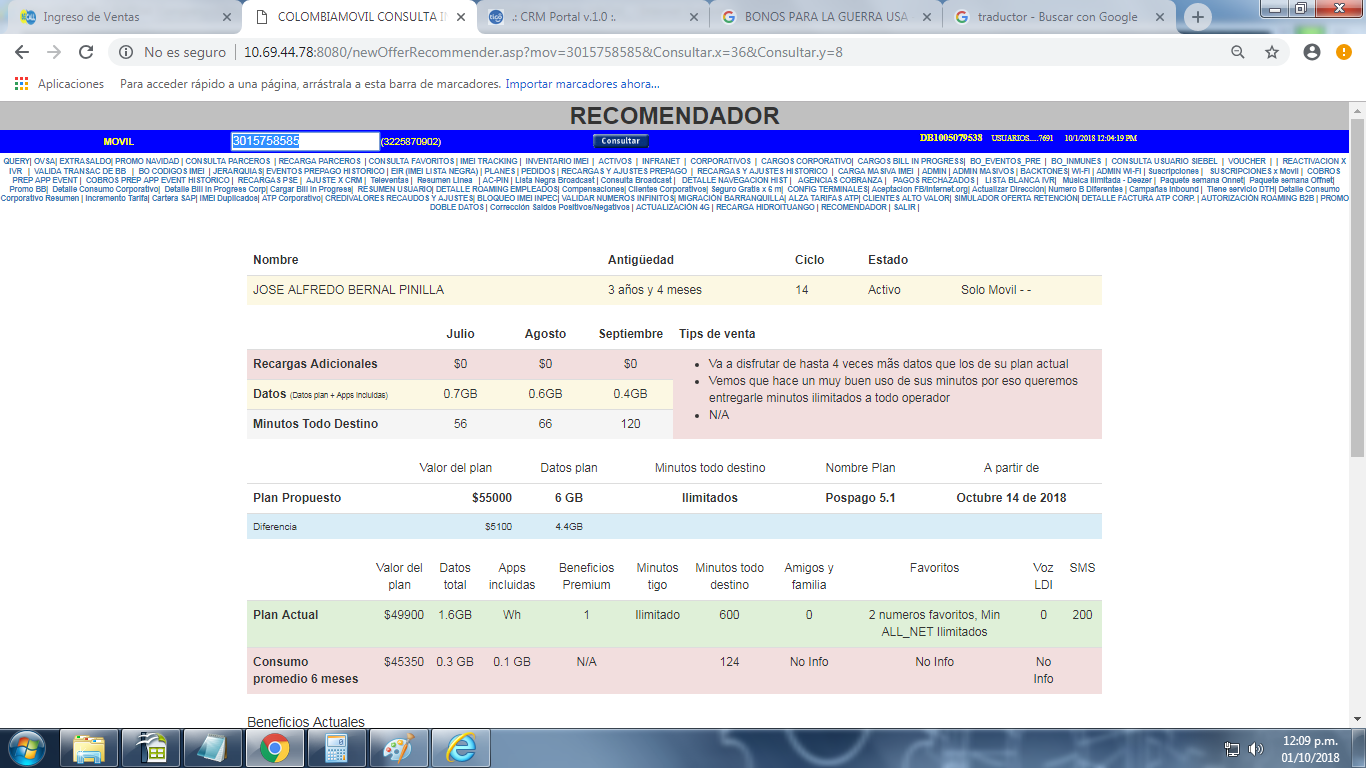 Ingreso de Ventas
COLOMBIAMOVIL CONSULTA I
.: CRM Portal v.1.0 :.
BONOS PARA LA GUERRA USA
traductor - Buscar con Google
No es seguro | 10.69.44.78:8080/newOfferRecommender.asp?mov=3015758585&Consultar.x=36&Consultar.y=8
Aplicaciones Para acceder rápido a una página, arrástrala a esta barra de marcadores. Importar marcadores ahora...
RECOMENDADOR
MOVIL 3015758585 (3225870902) Consultar DB1005079538 USUARIOS.....7691 10/1/2018 12:04:19 PM
QUERY| OVSA| EXTRASALDO| PROMO NAVIDAD | CONSULTA PARCEROS | RECARGA PARCEROS | CONSULTA FAVORITOS | IMEI TRACKING | INVENTARIO IMEI | ACTIVOS | INFRANET | CORPORATIVOS | CARGOS CORPORATIVO| CARGOS BILL IN PROGRESS| BO_EVENTOS_PRE | BO_INMUNES | CONSULTA USUARIO SIEBEL | VOUCHER | | REACTIVACION X
IVR | VALIDA TRANSAC DE BB | BO CODIGOS IMEI | JERARQUIAS| EVENTOS PREPAGO HISTORICO | EIR (IMEI LISTA NEGRA) | PLANES | PEDIDOS | RECARGAS Y AJUSTES PREPAGO | RECARGAS Y AJUSTES HISTORICO | CARGA MASIVA IMEI | ADMIN | ADMIN MASIVOS | BACKTONES| WI-FI | ADMIN WI-FI | Suscripciones | SUSCRIPCIONES x Movil | COBROS
PREP APP EVENT | COBROS PREP APP EVENT HISTORICO | RECARGAS PSE | AJUSTE X CRM | Televentas | Resumen Linea | AC-PIN | Lista Negra Broadcast | Consulta Broadcast | DETALLE NAVEGACION HIST | AGENCIAS COBRANZA | PAGOS RECHAZADOS | LISTA BLANCA IVR| Música Ilimitada - Deezer | Paquete semana Onnet| Paquete semana Offnet|
Promo BB| Detalle Consumo Corporativo| Detalle Bill In Progress Corp| Cargar Bill In Progress| RESUMEN USUARIO| DETALLE ROAMING EMPLEADOS| Compensaciones| Clientes Corporativos| Seguro Gratis x 6 m| CONFIG TERMINALES| Aceptacion FB/Internet.org| Actualizar Dirección| Numero B Diferentes | Campañas Inbound | Tiene servicio DTH| Detalle Consumo
Corporativo Resumen | Incremento Tarifa| Cartera SAP| IMEI Duplicados| ATP Corporativo| CREDIVALORES RECAUDOS Y AJUSTES| BLOQUEO IMEI INPEC| VALIDAR NUMEROS INFINITOS| MIGRACIÓN BARRANQUILLA| ALZA TARIFAS ATP| CLIENTES ALTO VALOR| SIMULADOR OFERTA RETENCIÓN| DETALLE FACTURA ATP CORP. | AUTORIZACIÓN ROAMING B2B | PROMO
DOBLE DATOS | Corrección Saldos Positivos/Negativos | ACTUALIZACIÓN 4G | RECARGA HIDROITUANGO | RECOMENDADOR | SALIR |
Nombre Antigüedad Ciclo Estado
JOSE ALFREDO BERNAL PINILLA 3 años y 4 meses 14 Activo Solo Movil - -
Julio Agosto Septiembre Tips de venta
Recargas Adicionales $0 $0 $0
Datos (Datos plan + Apps incluidas) 0.7GB 0.6GB 0.4GB
Minutos Todo Destino 56 66 120
• Va a disfrutar de hasta 4 veces mãs datos que los de su plan actual
• Vemos que hace un muy buen uso de sus minutos por eso queremos
entregarle minutos ilimitados a todo operador
• N/A
Valor del plan Datos plan Minutos todo destino Nombre Plan A partir de
Plan Propuesto $55000 6 GB Ilimitados Pospago 5.1 Octubre 14 de 2018
Diferencia $5100 4.4GB
Valor del plan Datos total Apps incluidas Beneficios Premium Minutos tigo Minutos todo destino Amigos y familia Favoritos Voz LDI SMS
Plan Actual $49900 1.6GB Wh 1 Ilimitado 600 0 2 numeros favoritos, Min ALL_NET Ilimitados 0 200
Consumo promedio 6 meses $45350 0.3 GB 0.1 GB N/A 124 No Info No Info No Info
Beneficios Actuales
12:09 p.m.
01/10/2018